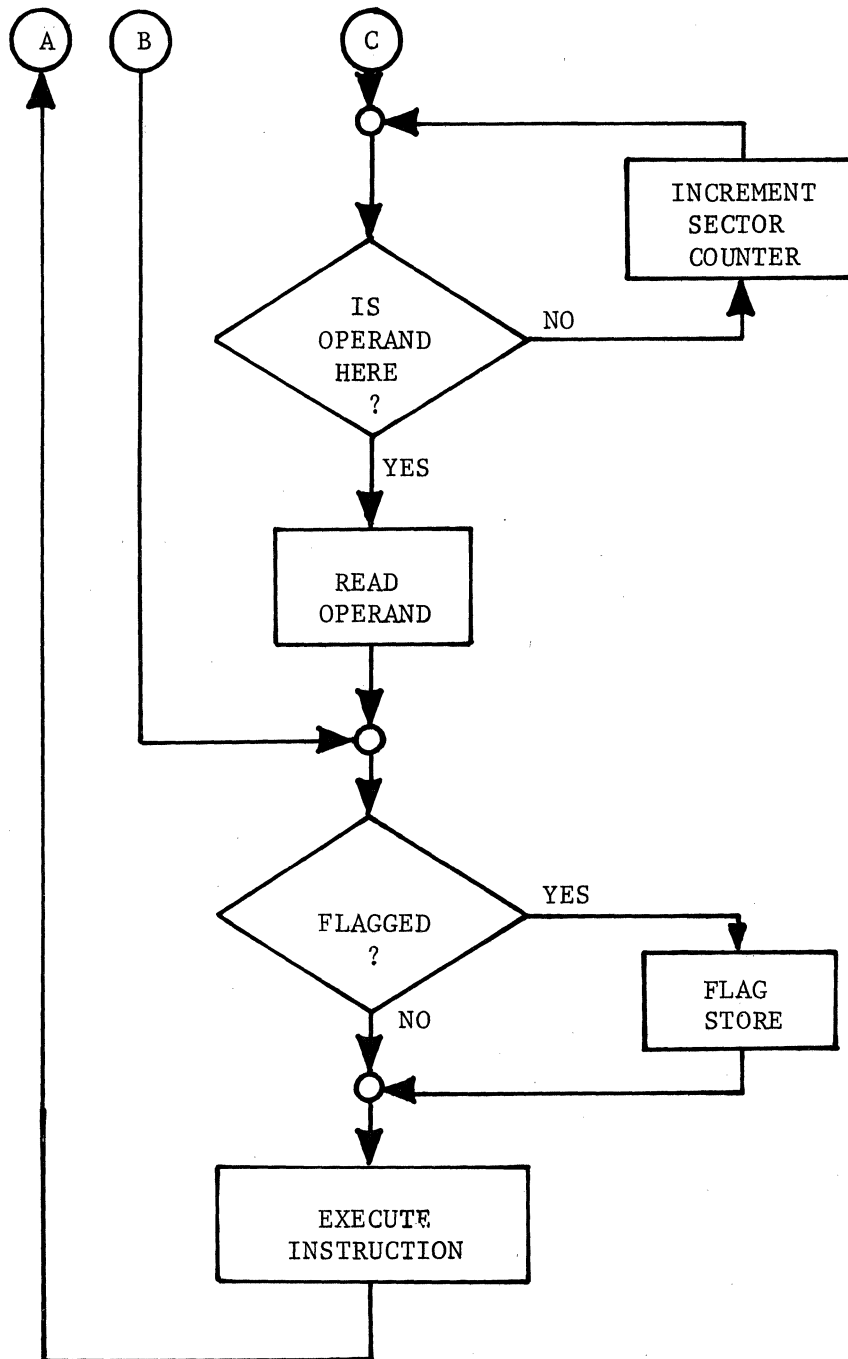 A
B
C
INCREMENT
SECTOR
COUNTER
IS
OPERAND
HERE
?
NO
YES
READ
OPERAND
FLAGGED
?
YES
NO
FLAG
STORE
EXECUTE
INSTRUCTION